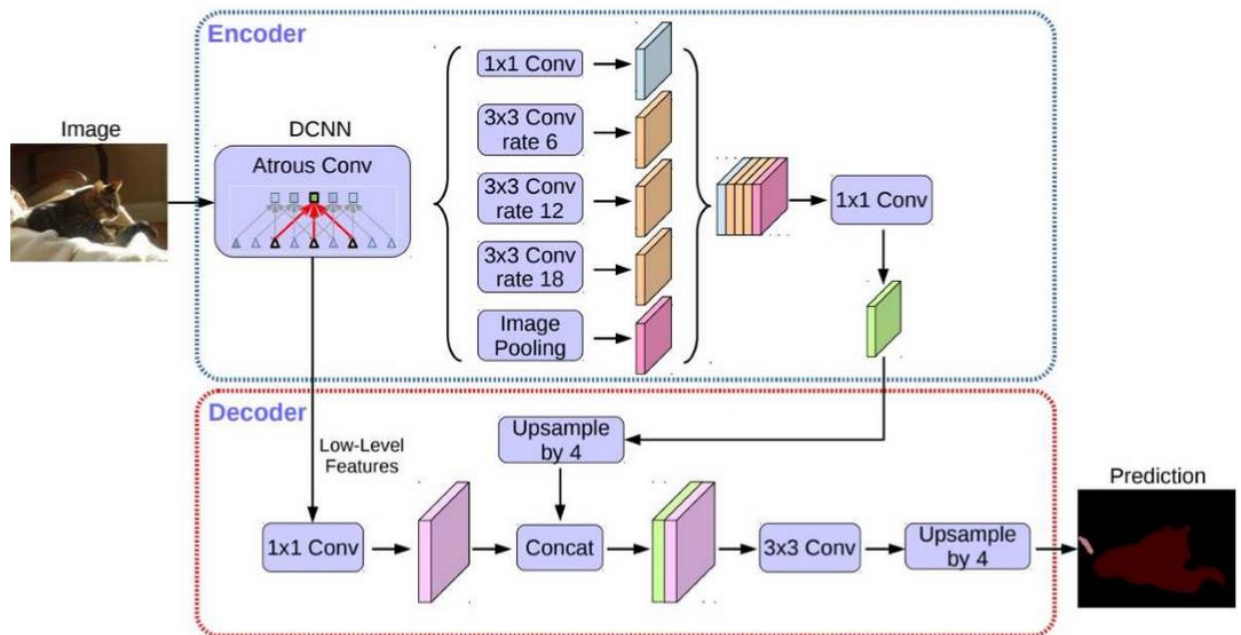 Encoder
Image
DCNN
Atrous Conv
1x1 Conv
3x3 Conv
rate 6
3x3 Conv
rate 12
3x3 Conv
rate 18
Image
Pooling
1x1 Conv
Decoder
Low-Level
Features
Upsample
by 4
1x1 Conv
Concat
3x3 Conv
Upsample
by 4
Prediction